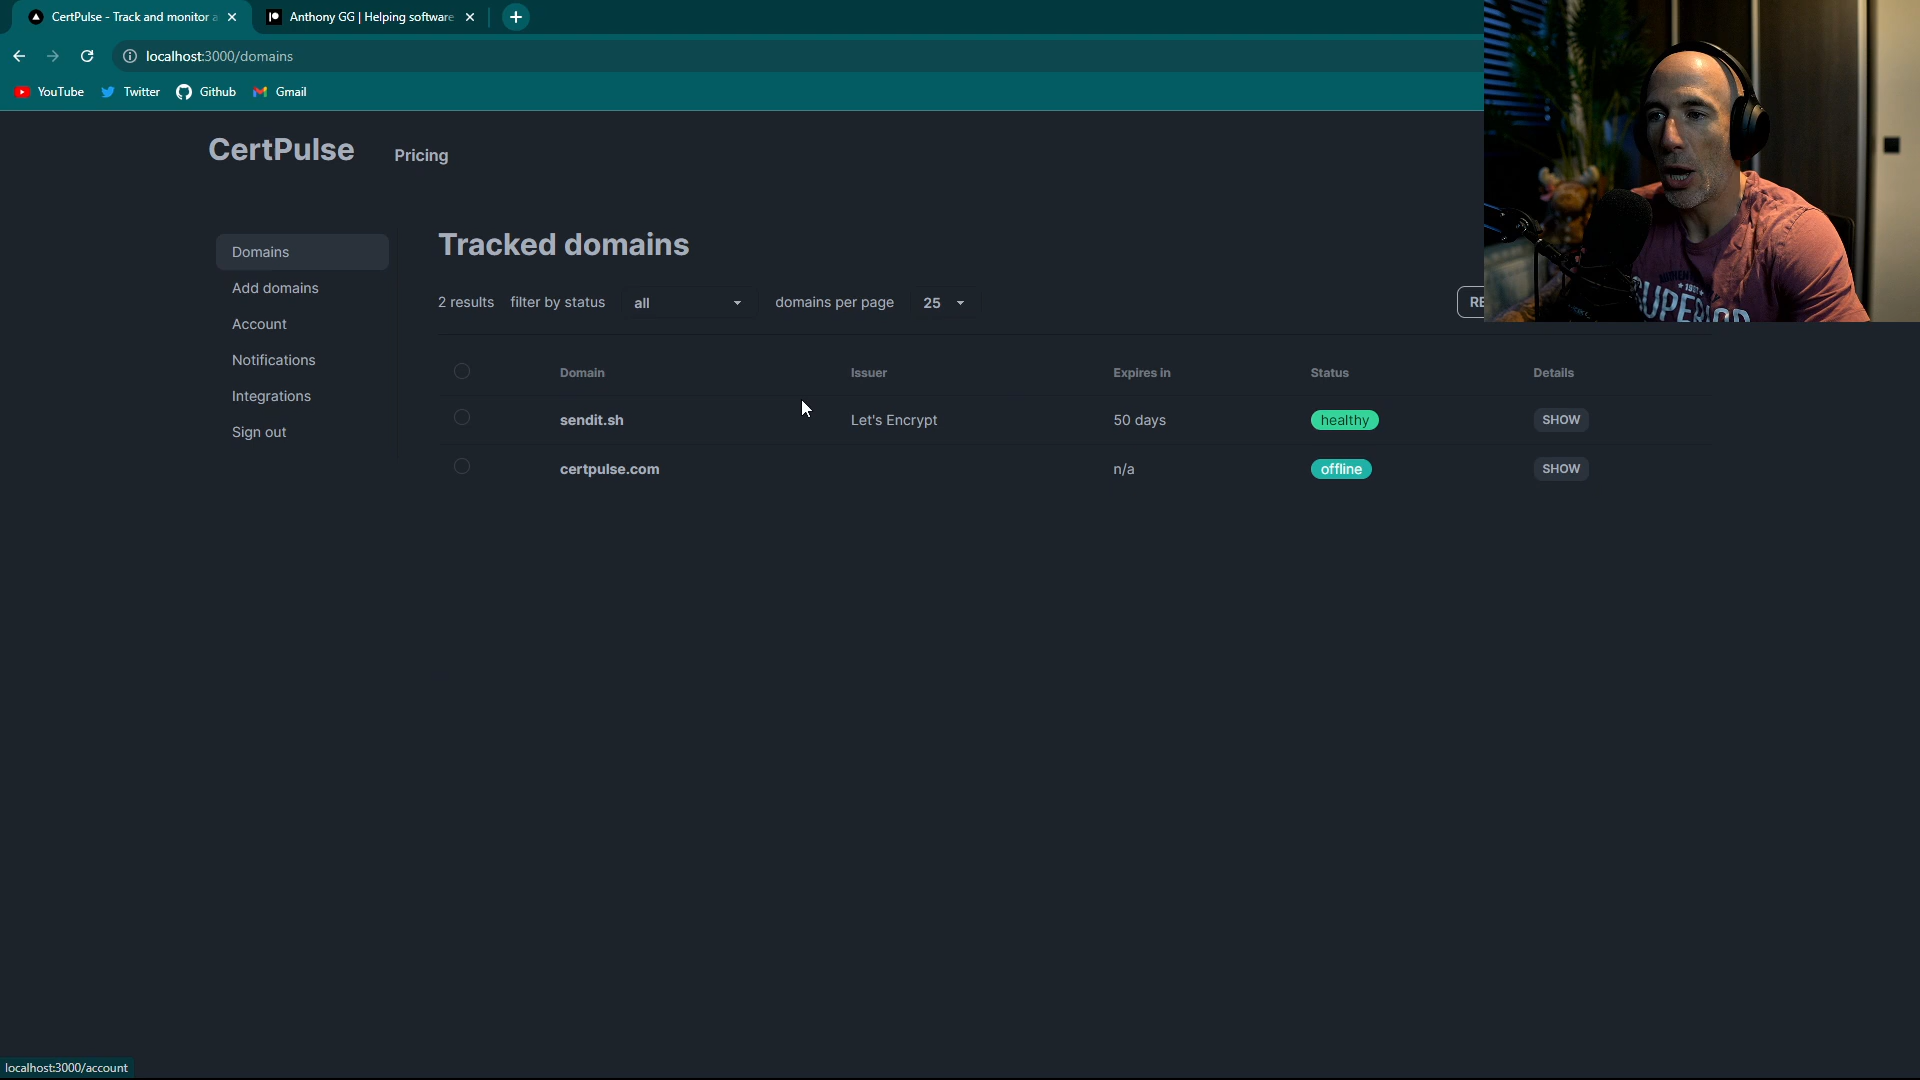 CertPulse - Track and monitor a
Anthony GG | Helping software
localhost:3000/domains
YouTube Twitter Github Gmail
CertPulse Pricing
Domains
Add domains
Account
Notifications
Integrations
Sign out
Tracked domains
2 results filter by status all domains per page 25 RE
Domain Issuer Expires in Status Details
sendit.sh Let's Encrypt 50 days healthy SHOW
certpulse.com n/a offline SHOW
localhost:3000/account